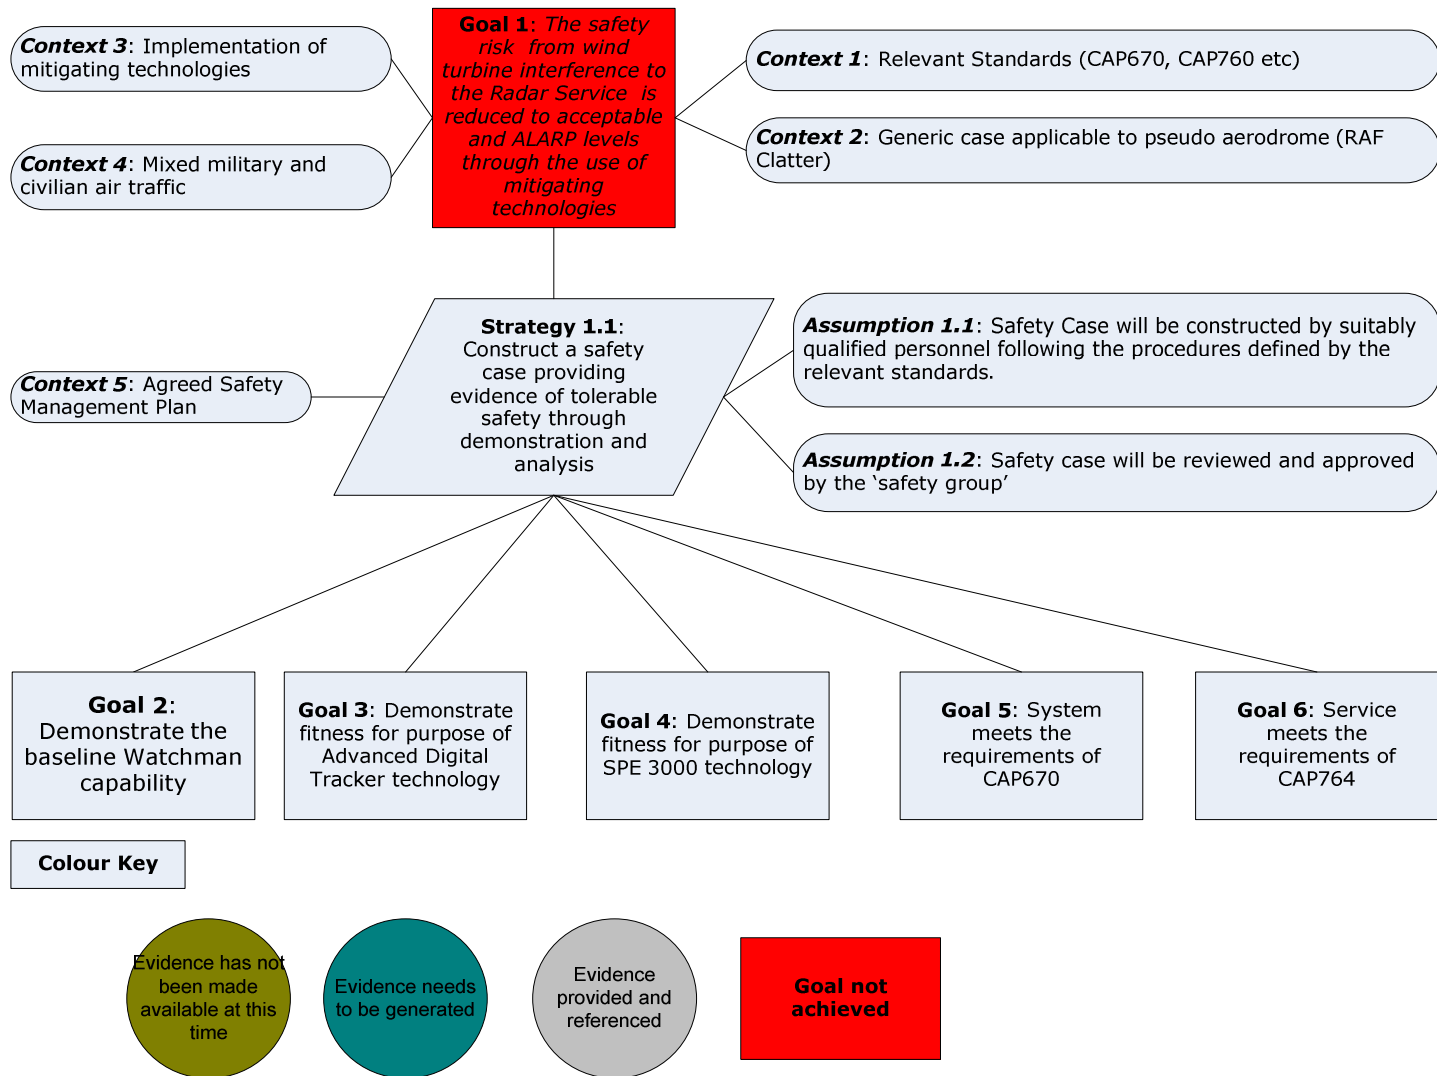 Context 3: Implementation of
mitigating technologies
Context 4: Mixed military and
civilian air traffic
Goal 1: The safety
risk from wind
turbine interference to
the Radar Service is
reduced to acceptable
and ALARP levels
through the use of
mitigating
technologies
Context 1: Relevant Standards (CAP670, CAP760 etc)
Context 2: Generic case applicable to pseudo aerodrome (RAF
Clatter)
Context 5: Agreed Safety
Management Plan
Strategy 1.1:
Construct a safety
case providing
evidence of tolerable
safety through
demonstration and
analysis
Assumption 1.1: Safety Case will be constructed by suitably
qualified personnel following the procedures defined by the
relevant standards.
Assumption 1.2: Safety case will be reviewed and approved
by the ‘safety group’
Goal 2:
Demonstrate the
baseline Watchman
capability
Goal 3: Demonstrate
fitness for purpose of
Advanced Digital
Tracker technology
Goal 4: Demonstrate
fitness for purpose of
SPE 3000 technology
Goal 5: System
meets the
requirements of
CAP670
Goal 6: Service
meets the
requirements of
CAP764
Colour Key
Evidence has not
been made
available at this
time
Evidence needs
to be generated
Evidence
provided and
referenced
Goal not
achieved